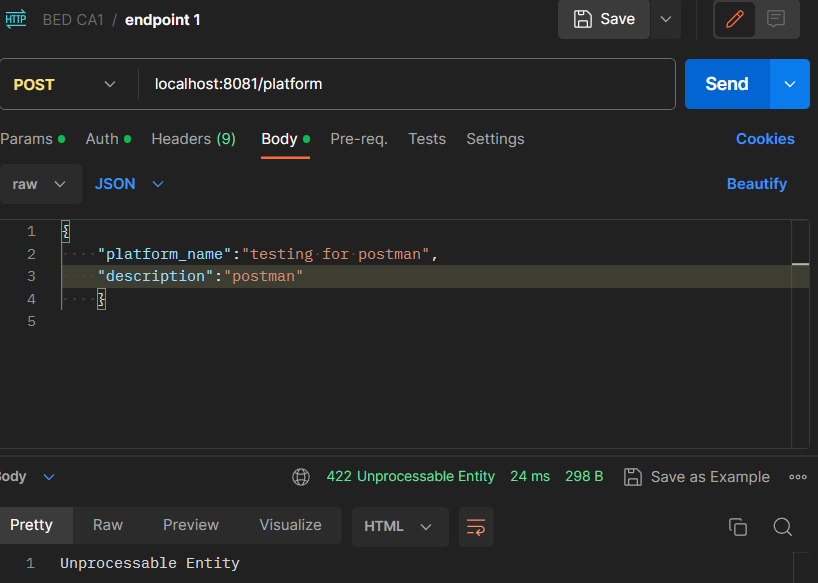 HTTP BED CA1 / endpoint 1 Save
POST localhost:8081/platform Send
Params Auth Headers (9) Body Pre-req. Tests Settings Cookies
raw JSON Beautify
1 {
2 "platform_name":"testing for postman",
3 "description":"postman"
4 }
5
ody 422 Unprocessable Entity 24 ms 298 B Save as Example
Pretty Raw Preview Visualize HTML
1 Unprocessable Entity